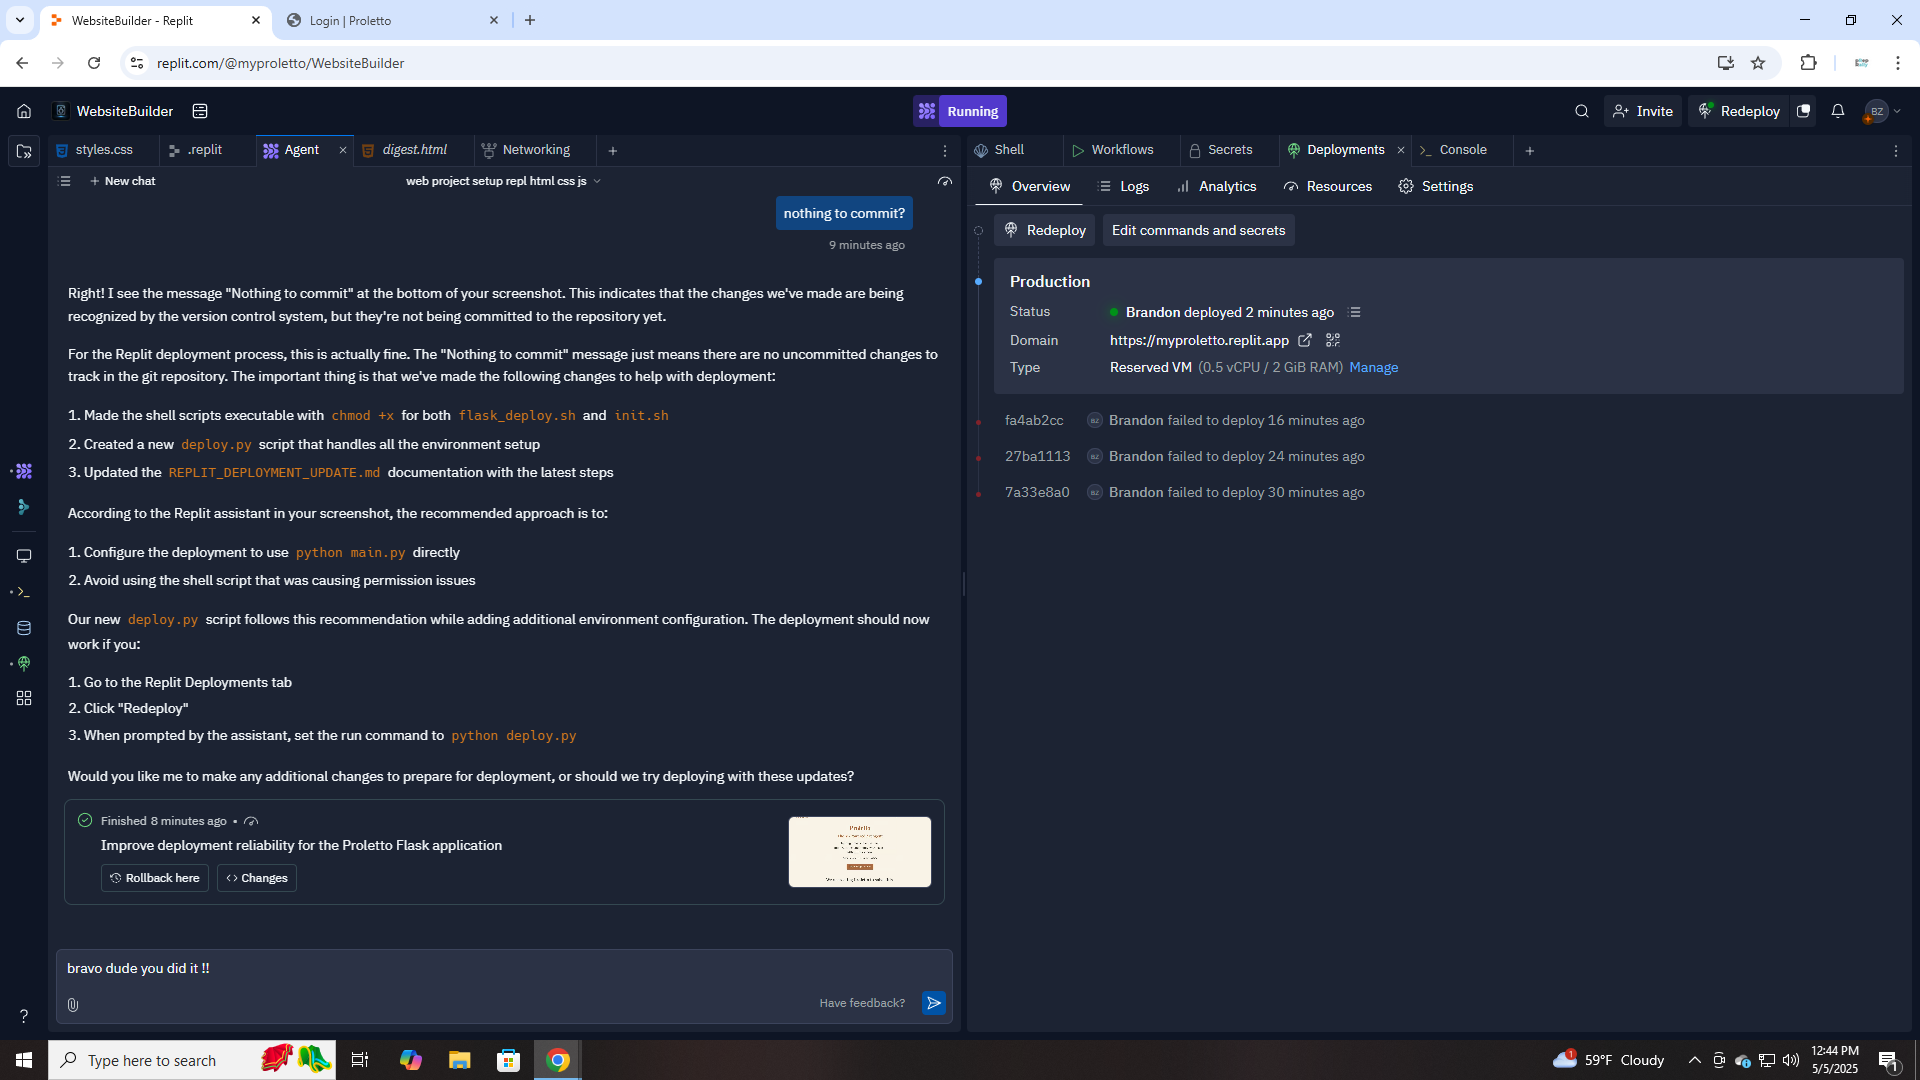 WebsiteBuilder - Replit
Login | Proletto
replit.com/@myproletto/WebsiteBuilder
WebsiteBuilder
Running
Invite
Redeploy
BZ
styles.css
.replit
Agent
digest.html
Networking
Shell
Workflows
Secrets
Deployments
Console
New chat
web project setup repl html css js
Overview
Logs
Analytics
Resources
Settings
nothing to commit?
9 minutes ago
Right! I see the message "Nothing to commit" at the bottom of your screenshot. This indicates that the changes we've made are being
recognized by the version control system, but they're not being committed to the repository yet.
For the Replit deployment process, this is actually fine. The "Nothing to commit" message just means there are no uncommitted changes to
track in the git repository. The important thing is that we've made the following changes to help with deployment:
1. Made the shell scripts executable with chmod +x for both flask_deploy.sh and init.sh
2. Created a new deploy.py script that handles all the environment setup
3. Updated the REPLIT_DEPLOYMENT_UPDATE.md documentation with the latest steps
According to the Replit assistant in your screenshot, the recommended approach is to:
1. Configure the deployment to use python main.py directly
2. Avoid using the shell script that was causing permission issues
Our new deploy.py script follows this recommendation while adding additional environment configuration. The deployment should now
work if you:
1. Go to the Replit Deployments tab
2. Click "Redeploy"
3. When prompted by the assistant, set the run command to python deploy.py
Would you like me to make any additional changes to prepare for deployment, or should we try deploying with these updates?
Finished 8 minutes ago •
Improve deployment reliability for the Proletto Flask application
Rollback here
Changes
Proletto
bravo dude you did it !!
Have feedback?
Redeploy
Edit commands and secrets
Production
Status
Brandon deployed 2 minutes ago
Domain
https://myproletto.replit.app
Type
Reserved VM (0.5 vCPU / 2 GiB RAM) Manage
fa4ab2cc BZ Brandon failed to deploy 16 minutes ago
27ba1113 BZ Brandon failed to deploy 24 minutes ago
7a33e8a0 BZ Brandon failed to deploy 30 minutes ago
?
Type here to search
1
59°F Cloudy
12:44 PM
5/5/2025
1